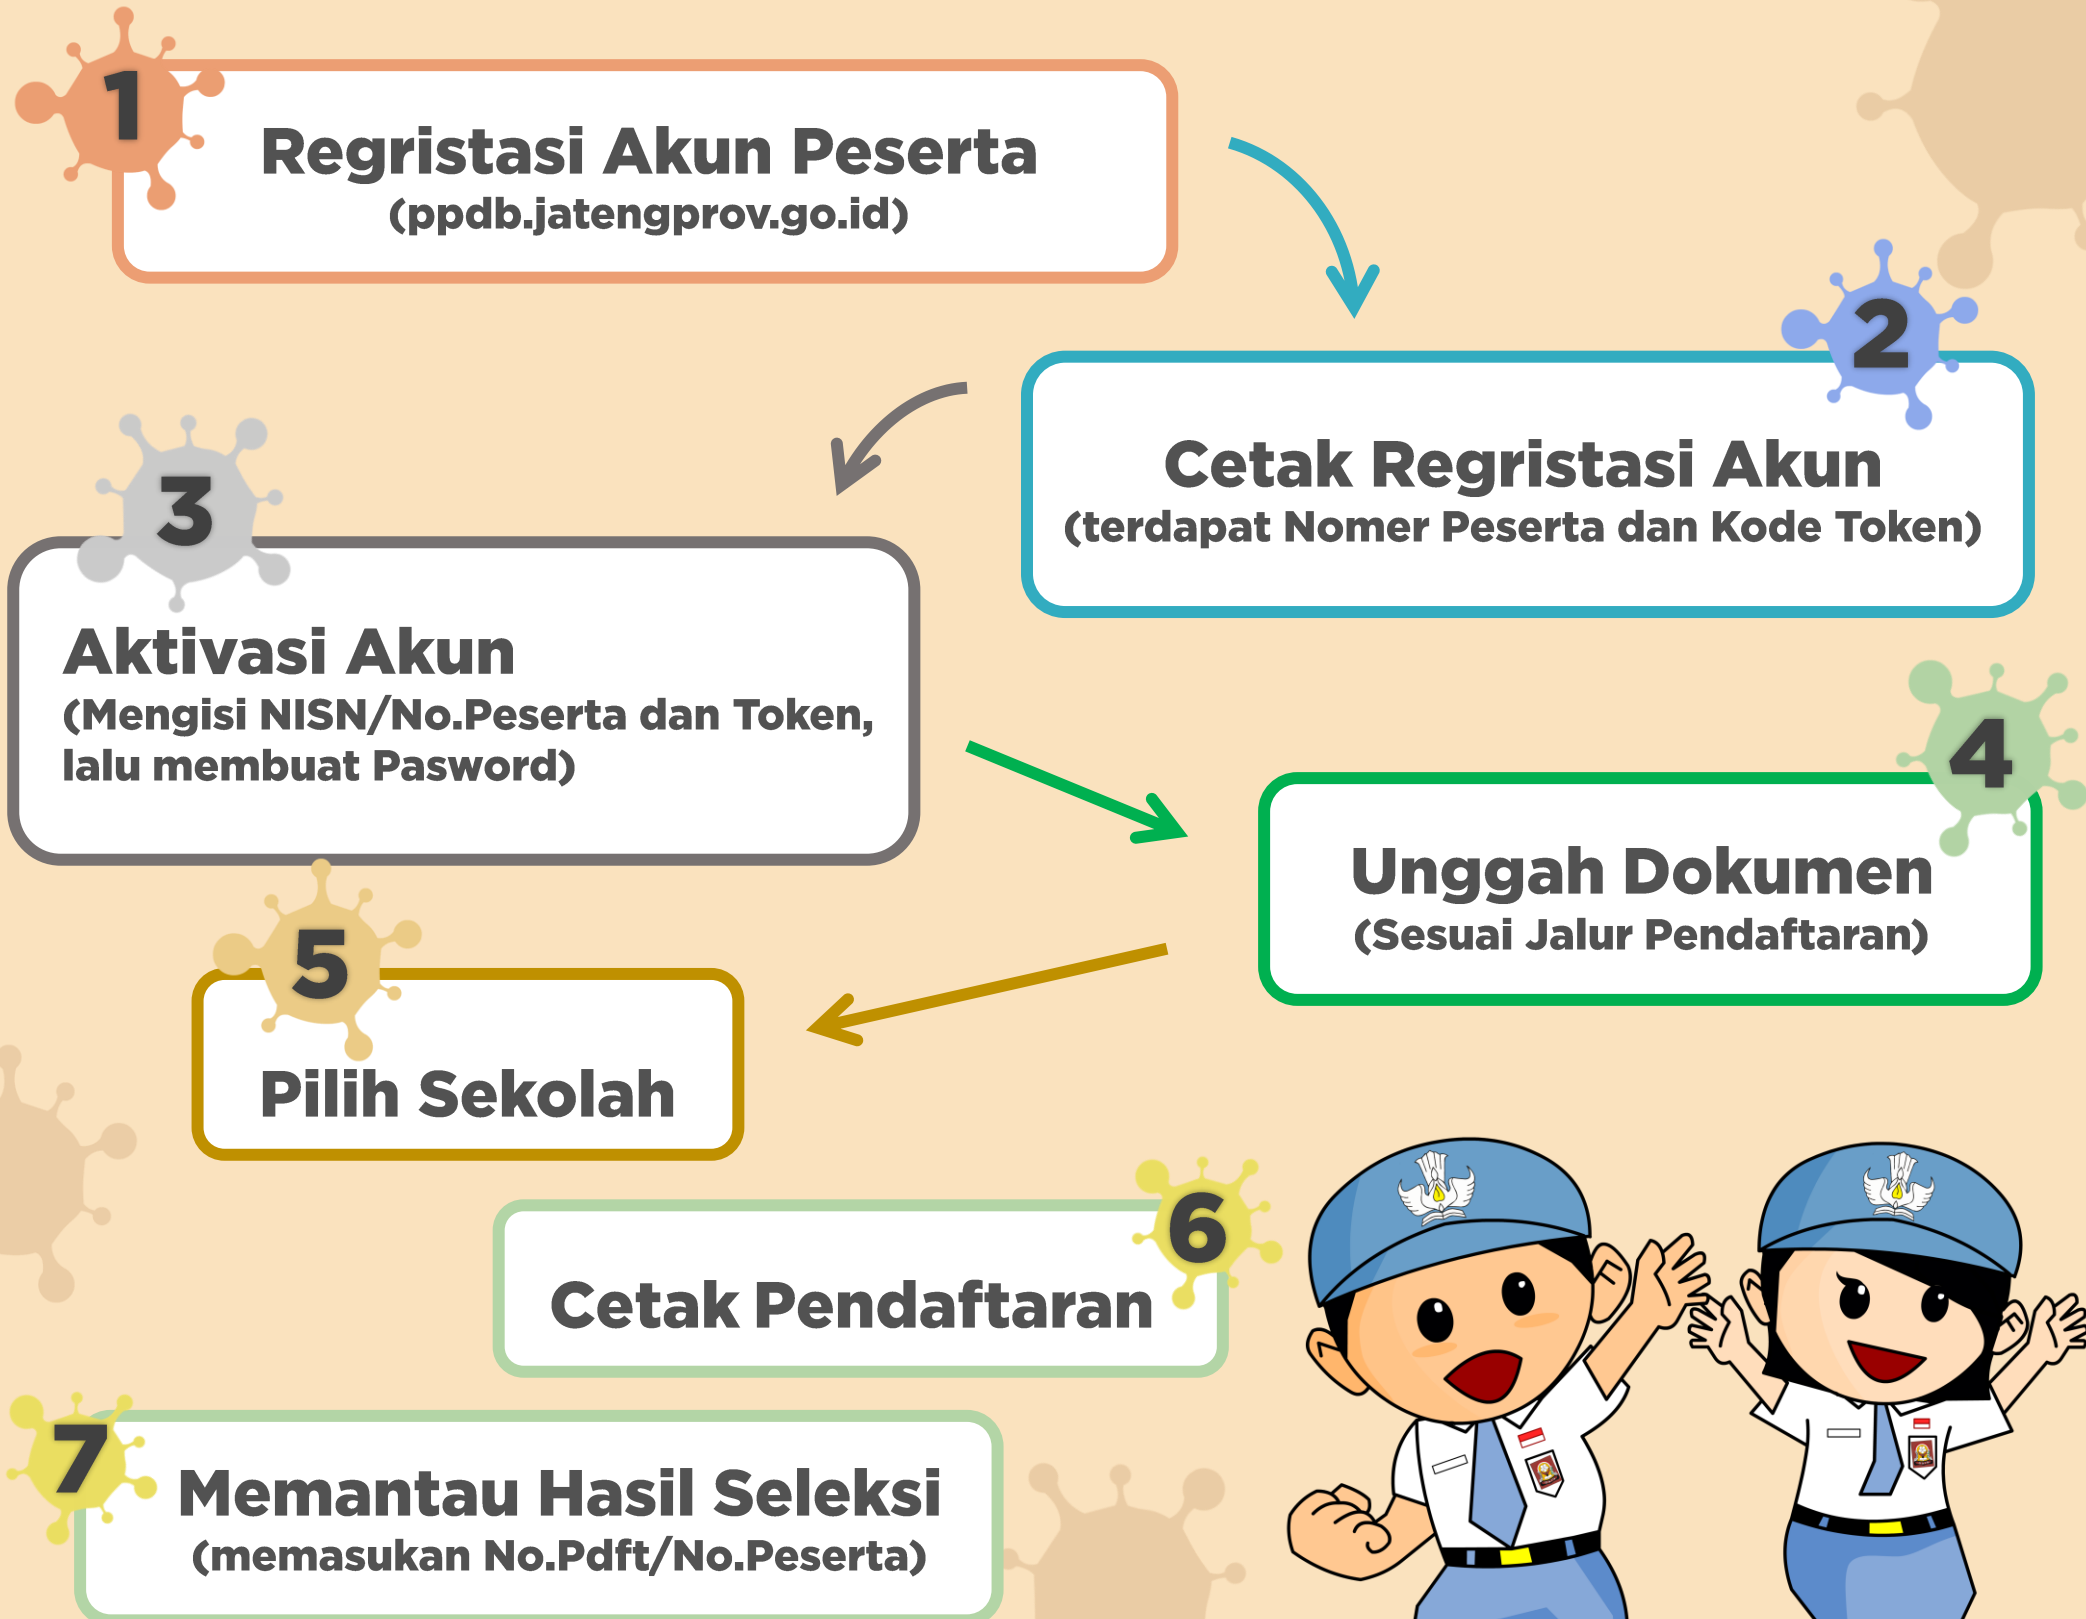 1
Regristasi Akun Peserta
(ppdb.jatengprov.go.id)
2
Cetak Regristasi Akun
(terdapat Nomer Peserta dan Kode Token)
3
Aktivasi Akun
(Mengisi NISN/No.Peserta dan Token,
lalu membuat Pasword)
4
Unggah Dokumen
(Sesuai Jalur Pendaftaran)
5
Pilih Sekolah
6
Cetak Pendaftaran
7
Memantau Hasil Seleksi
(memasukan No.Pdft/No.Peserta)